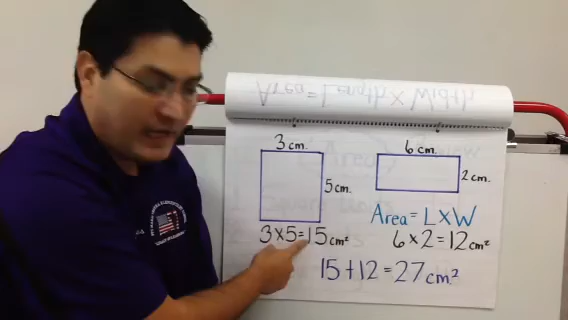 Area = Length X Width
3 cm.
5 cm.
6 cm.
2 cm.
Area = L X W
3 x 5 = 15 cm²
6 x 2 = 12 cm²
15 + 12 = 27 cm²